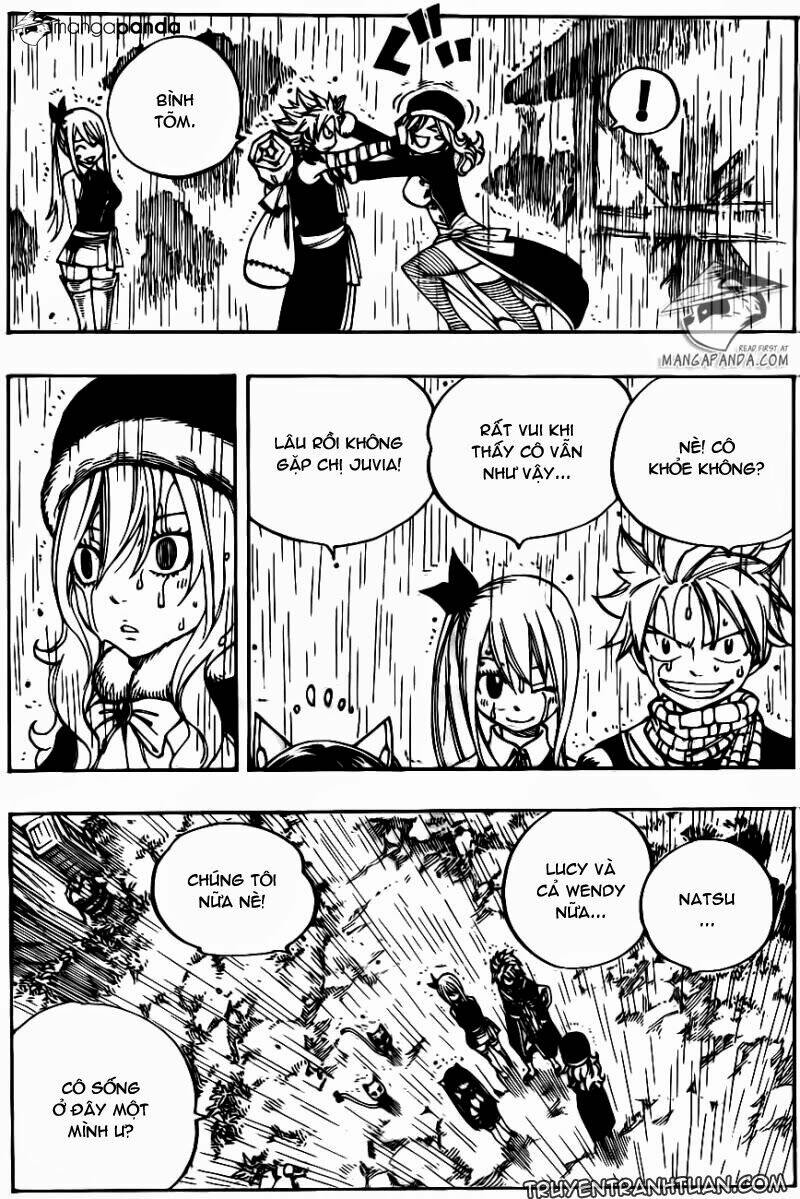 mangapanda
BÌNH
TÕM.
!
READ FIRST AT
MANGAPANDA.COM
NÈ! CÔ
KHỎE KHÔNG?
RẤT VUI KHI
THẤY CÔ VẪN
NHƯ VẬY...
LÂU RỒI KHÔNG
GẶP CHỊ JUVIA!
NATSU
...
LUCY VÀ
CẢ WENDY
NỮA...
CHÚNG TÔI
NỮA NÈ!
CÔ SỐNG
Ở ĐÂY MỘT
MÌNH Ư?
TRUYENTRANHTUAN.COM